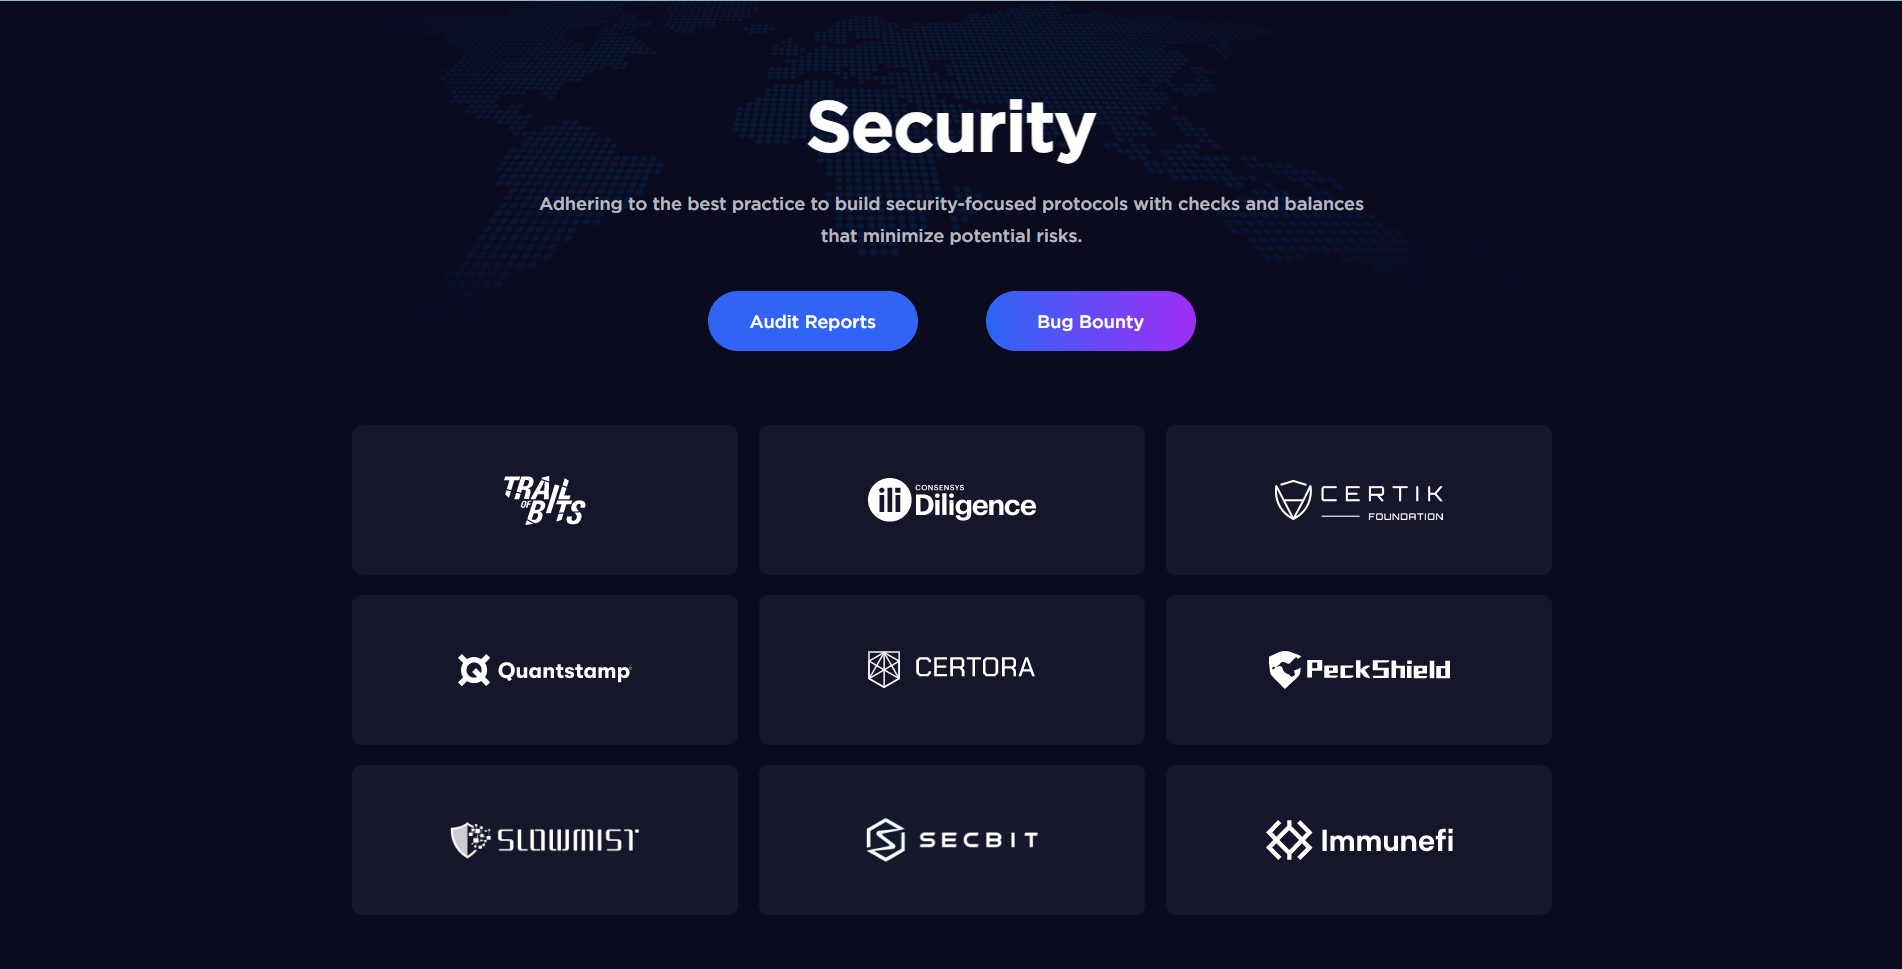 Security
Adhering to the best practice to build security-focused protocols with checks and balances
that minimize potential risks.
Audit Reports
Bug Bounty
TRAIL
OF
BITS
CONSENSYS
Diligence
CERTIK
FOUNDATION
Quantstamp
CERTORA
PeckShield
SLOWMIST
SECBIT
Immunefi